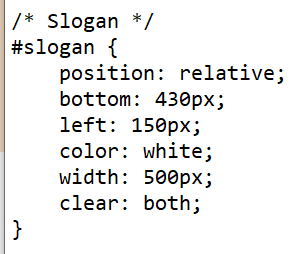 /* Slogan */
#slogan {
    position: relative;
    bottom: 430px;
    left: 150px;
    color: white;
    width: 500px;
    clear: both;
}